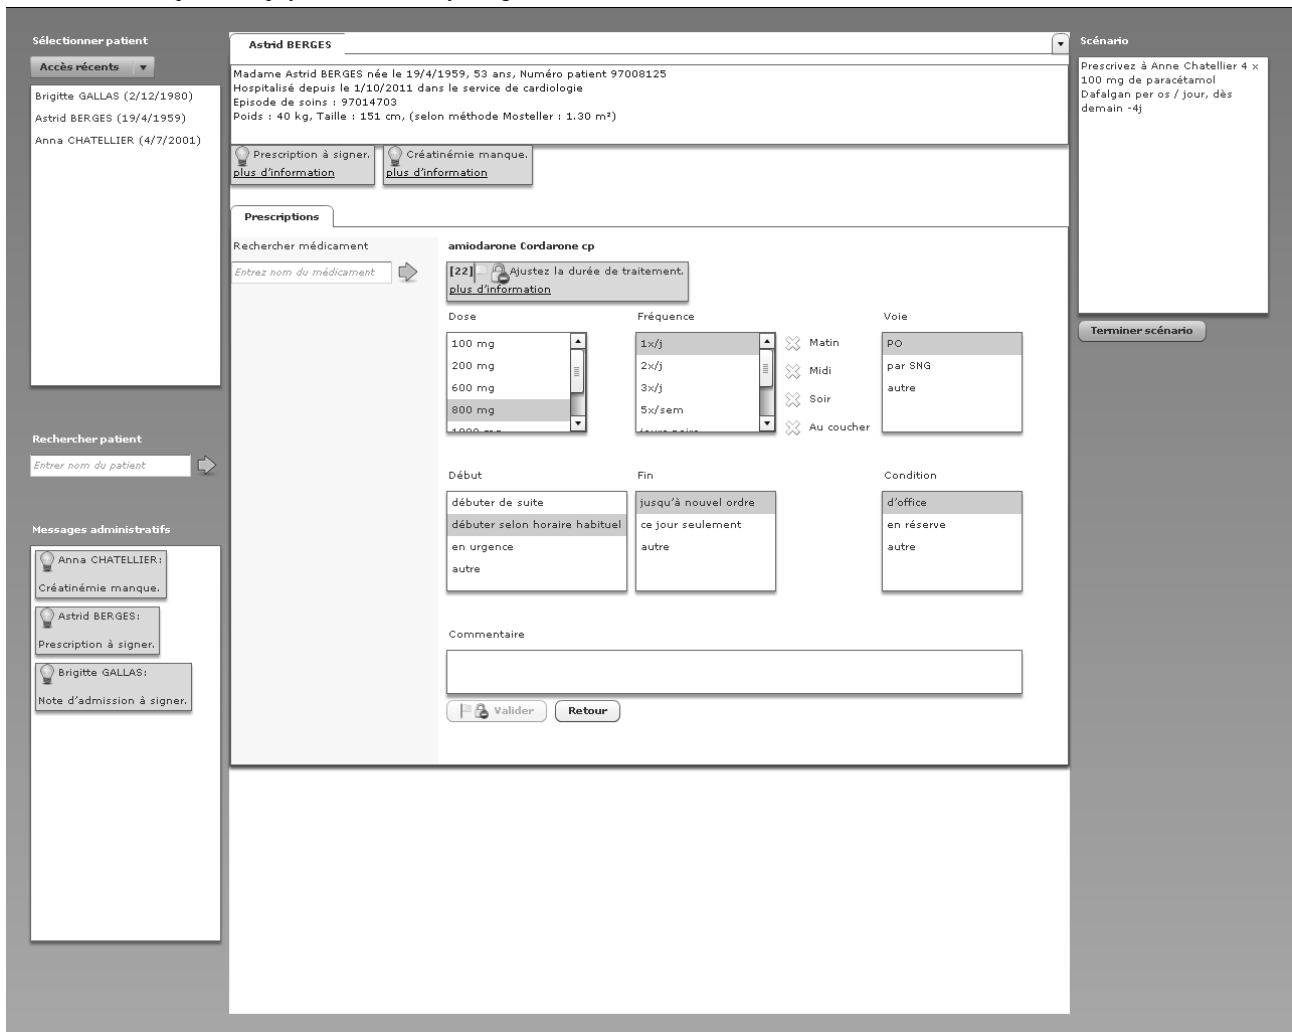 Sélectionner patient
Accès récents
Brigitte GALLAS (2/12/1980)
Astrid BERGES (19/4/1959)
Anna CHATELLIER (4/7/2001)
Rechercher patient
Entrer nom du patient
Messages administratifs
Anna CHATELLIER:
Créatinémie manque.
Astrid BERGES:
Prescription à signer.
Brigitte GALLAS:
Note d'admission à signer.
Astrid BERGES
Madame Astrid BERGES née le 19/4/1959, 53 ans, Numéro patient 97008125
Hospitalisé depuis le 1/10/2011 dans le service de cardiologie
Episode de soins : 97014703
Poids : 40 kg, Taille : 151 cm, (selon méthode Mosteller : 1.30 m²)
Prescription à signer.
plus d'information
Créatinémie manque.
plus d'information
Prescriptions
Rechercher médicament
Entrez nom du médicament
amiodarone Cordarone cp
[22] Ajustez la durée de traitement.
plus d'information
Dose
100 mg
200 mg
600 mg
800 mg
Fréquence
1x/j
2x/j
3x/j
5x/sem
Matin
Midi
Soir
Au coucher
Voie
PO
par SNG
autre
Début
débuter de suite
débuter selon horaire habituel
en urgence
autre
Fin
jusqu'à nouvel ordre
ce jour seulement
autre
Condition
d'office
en réserve
autre
Commentaire
Valider
Retour
Scénario
Prescrivez à Anne Chatellier 4 x
100 mg de paracétamol
Dafalgan per os / jour, dès
demain -4j
Terminer scénario